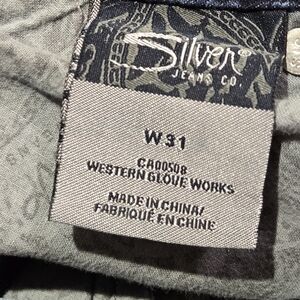 Silver
JEANS CO
W31
CA00508
WESTERN GLOVE WORKS
MADE IN CHINA/
FABRIQUÉ EN CHINE